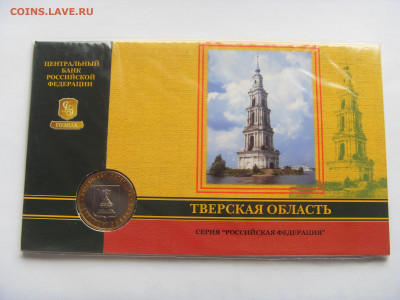 COINS.LAVE.RU
ЦЕНТРАЛЬНЫЙ
БАНК
РОССИЙСКОЙ
ФЕДЕРАЦИИ
ГОЗНАК
ТВЕРСКАЯ ОБЛАСТЬ
СЕРИЯ "РОССИЙСКАЯ ФЕДЕРАЦИЯ"